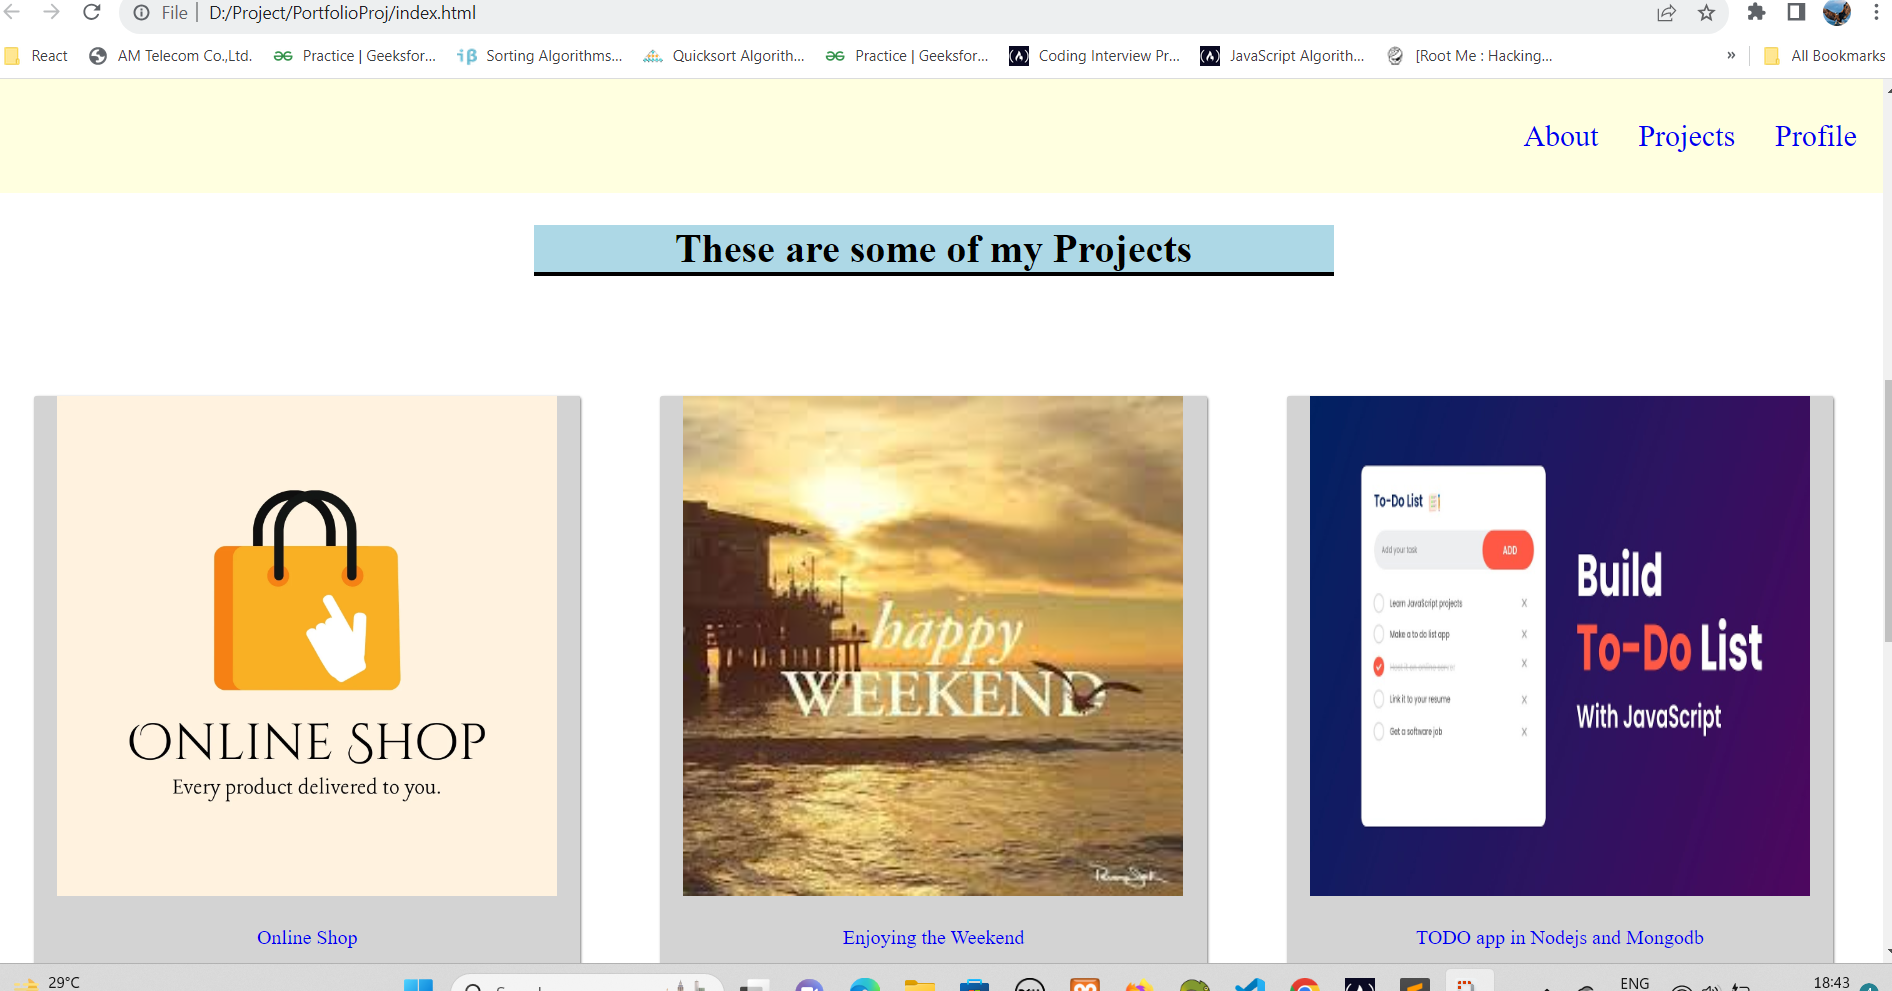 File | D:/Project/PortfolioProj/index.html
React AM Telecom Co.,Ltd. Practice | Geeksfor... Sorting Algorithms... Quicksort Algorith... Practice | Geeksfor... Coding Interview Pr... JavaScript Algorith... [Root Me : Hacking... » All Bookmarks
About Projects Profile
These are some of my Projects
ONLINE SHOP
Every product delivered to you.
Online Shop
happy
WEEKEND
Enjoying the Weekend
To-Do List
Add your task ADD
Learn JavaScript projects X
Make a to do list app X
X
Link it to your resume X
Get a software job X
Build
To-Do List
With JavaScript
TODO app in Nodejs and Mongodb
29°C
ENG
18:43